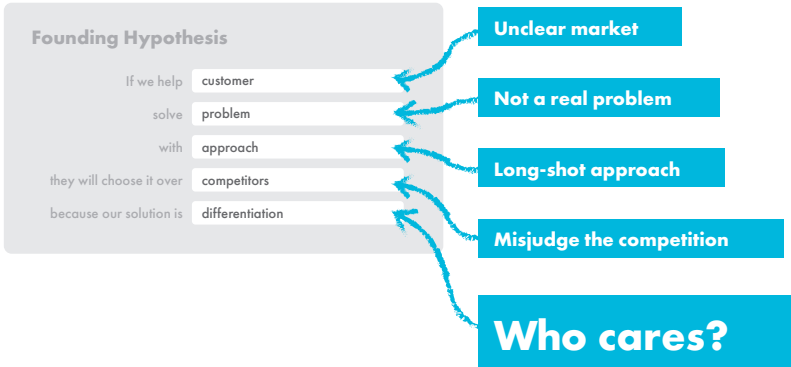 Founding Hypothesis
If we help customer
solve problem
with approach
they will choose it over competitors
because our solution is differentiation
Unclear market
Not a real problem
Long-shot approach
Misjudge the competition
Who cares?